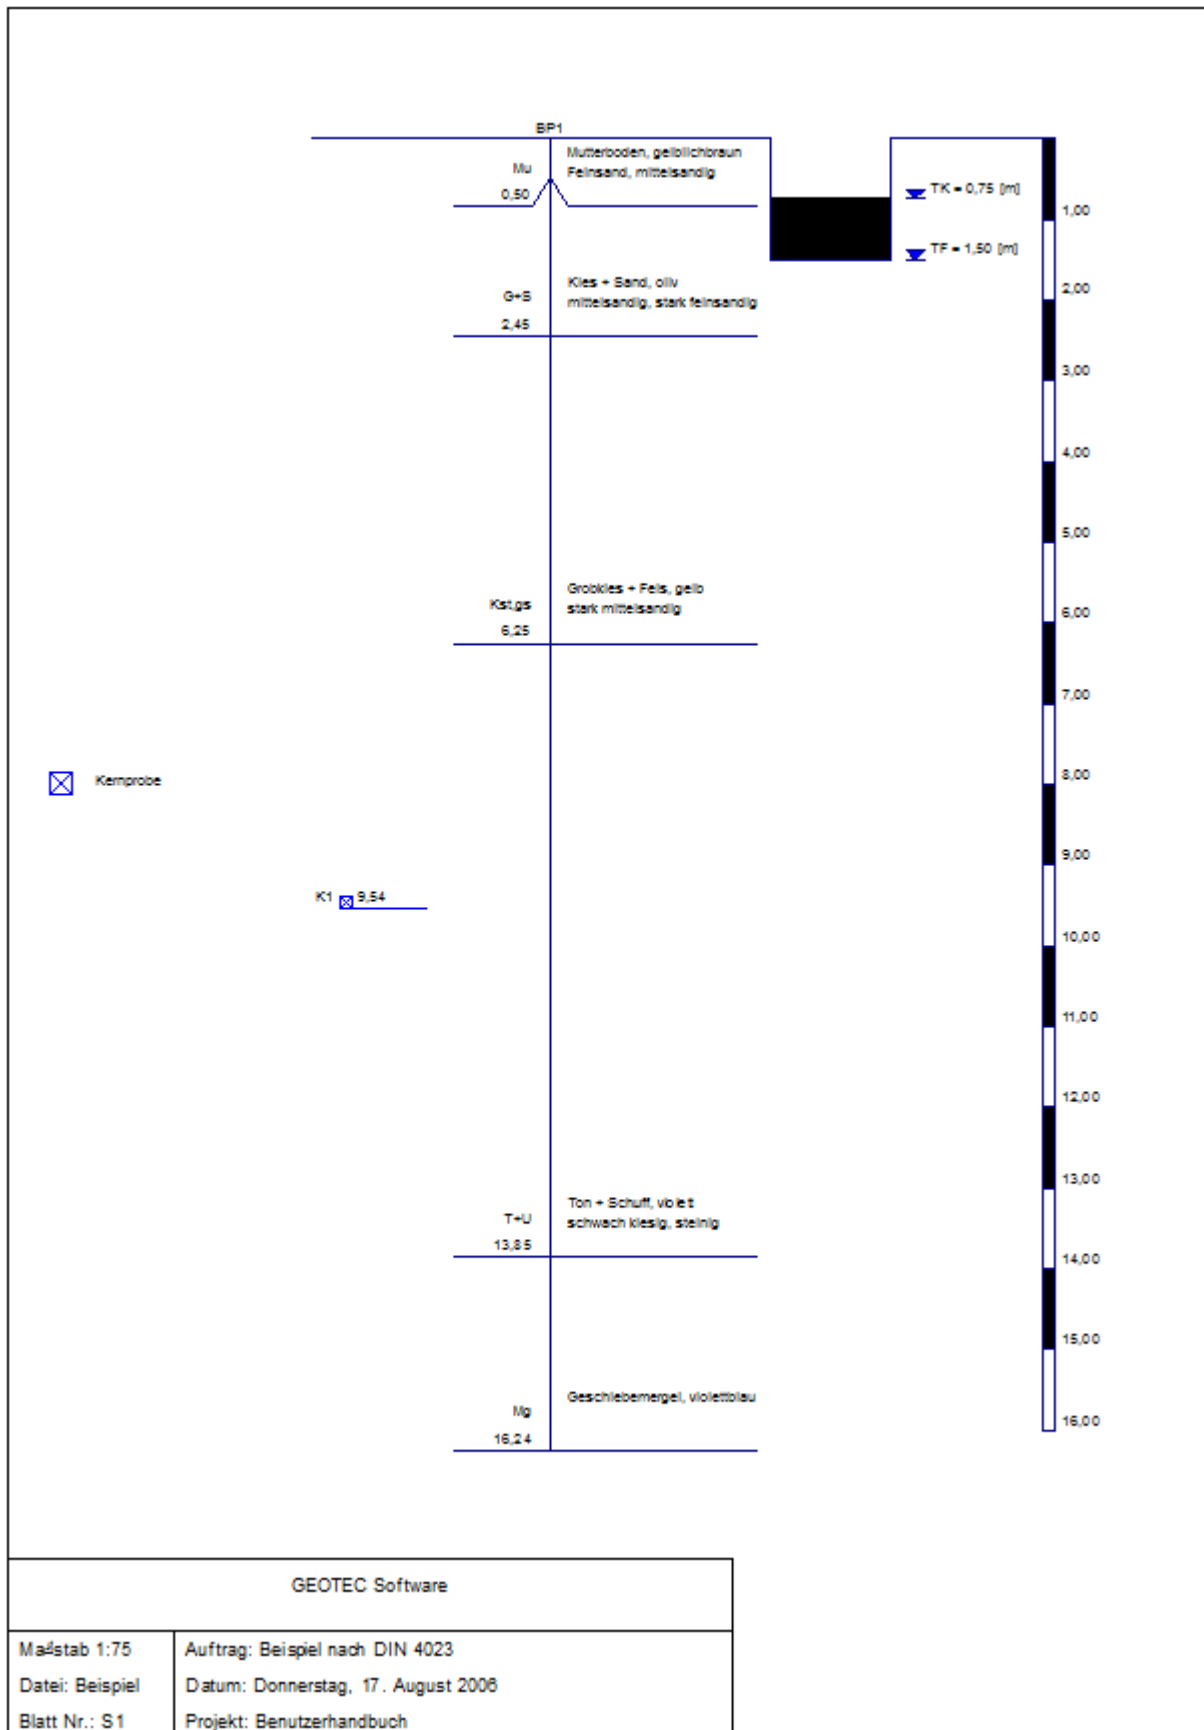 BP1
Mutterboden, gelblichbraun
Feinsand, mittelsandig
Mu
0,50
TK = 0,75 [m]
1,00
TF = 1,50 [m]
Kies + Sand, oliv
mittelsandig, stark feinsandig
G+S
2,45
2,00
3,00
4,00
5,00
Grobkies + Fels, gelb
stark mittelsandig
Kst,gs
6,25
6,00
7,00
Kernprobe
8,00
9,00
K1 9,54
10,00
11,00
12,00
13,00
Ton + Schuff, violett
schwach kiesig, steinig
T+U
13,85
14,00
15,00
Geschiebemergel, violettblau
Mg
16,24
16,00
GEOTEC Software
Maßstab 1:75
Auftrag: Beispiel nach DIN 4023
Datei: Beispiel
Datum: Donnerstag, 17. August 2006
Blatt Nr.: S1
Projekt: Benutzerhandbuch